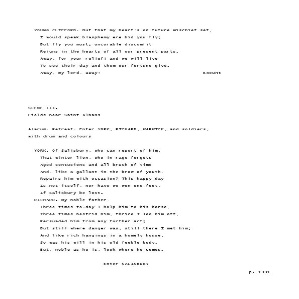 YOUNG CLIFFORD. But that my heart's on future mischief set,
I would speak blasphemy ere bid you fly;
But fly you must; uncurable discomfit
Reigns in the hearts of all our present parts.
Away, for your relief! and we will live
To see their day and them our fortune give.
Away, my lord, away! Exeunt
SCENE III.
Fields near Saint Albans
Alarum. Retreat. Enter YORK, RICHARD, WARWICK, and soldiers,
with drum and colours
YORK. Of Salisbury, who can report of him,
That winter lion, who in rage forgets
Aged contusions and all brush of time
And, like a gallant in the brow of youth,
Repairs him with occasion? This happy day
Is not itself, nor have we won one foot,
If Salisbury be lost.
RICHARD. My noble father,
Three times to-day I holp him to his horse,
Three times bestrid him, thrice I led him off,
Persuaded him from any further act;
But still where danger was, still there I met him;
And like rich hangings in a homely house,
So was his will in his old feeble body.
But, noble as he is, look where he comes.
Enter SALISBURY